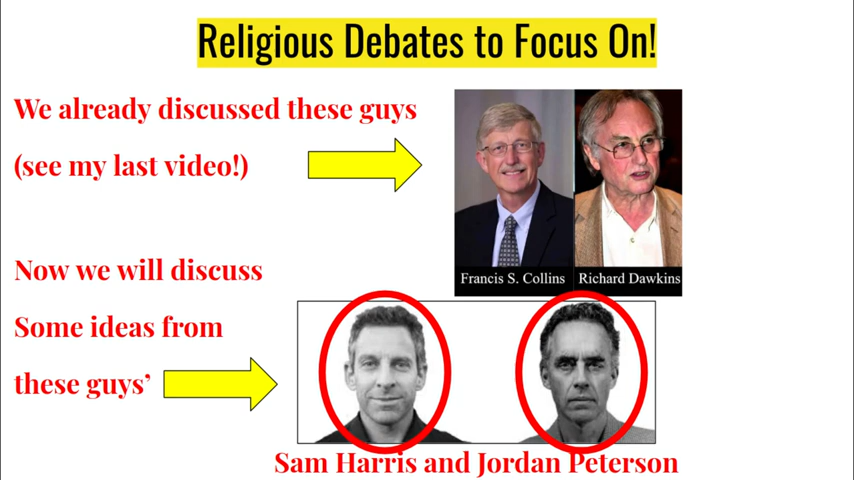 Religious Debates to Focus On!
We already discussed these guys
(see my last video!)
Francis S. Collins
Richard Dawkins
Now we will discuss
Some ideas from
these guys’
Sam Harris and Jordan Peterson